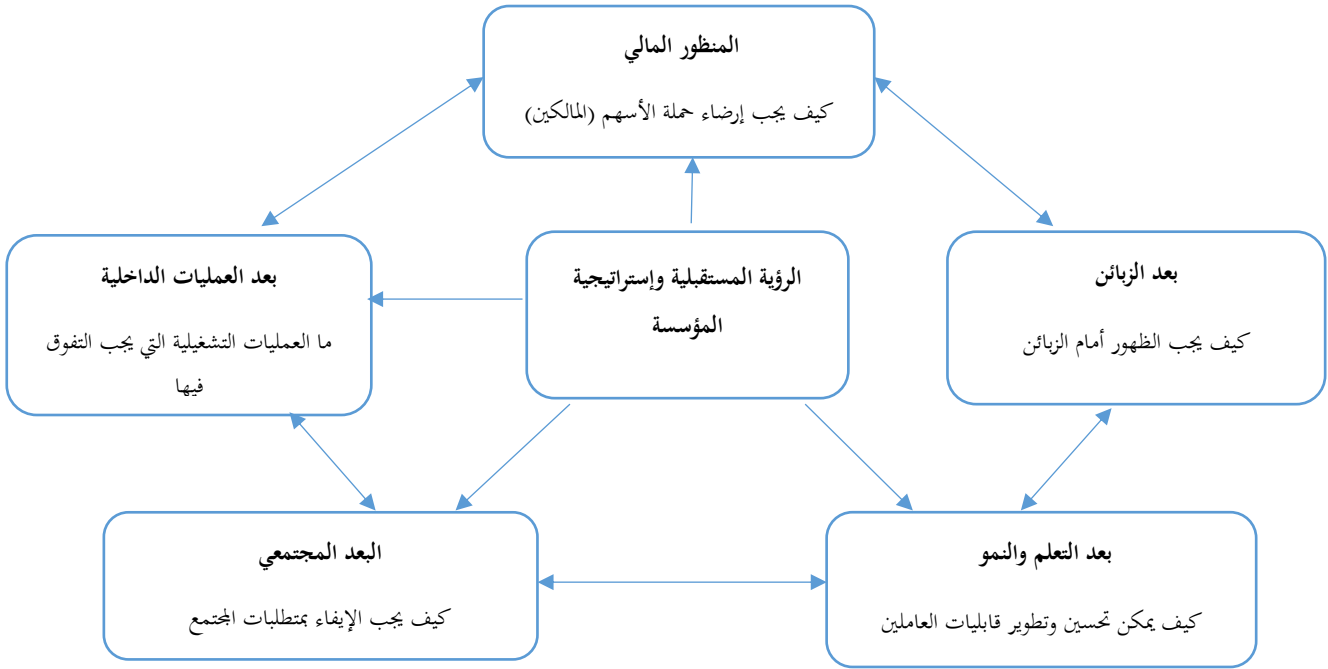 المنظور المالي
كيف يجب إرضاء حملة الأسهم (المالكين)
بعد الزبائن
كيف يجب الظهور أمام الزبائن
الرؤية المستقبلية وإستراتيجية
المؤسسة
بعد العمليات الداخلية
ما العمليات التشغيلية التي يجب التفوق
فيها
بعد التعلم والنمو
كيف يمكن تحسين وتطوير قابليات العاملين
البعد المجتمعي
كيف يجب الإيفاء بمتطلبات المجتمع